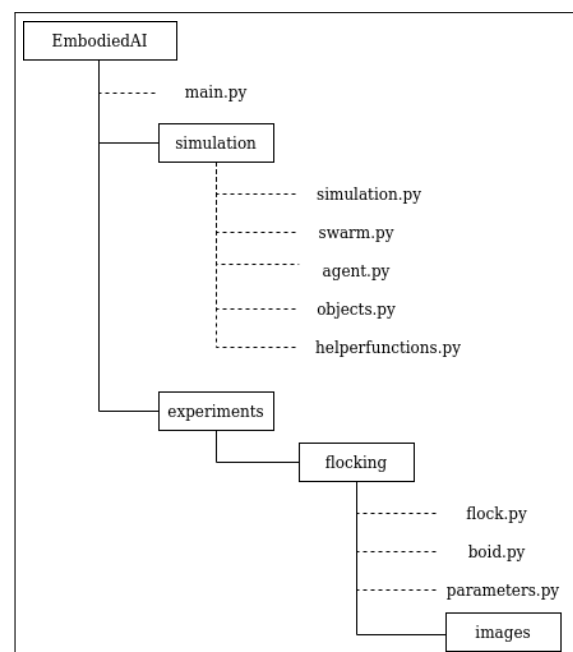 EmbodiedAI
main.py
simulation
simulation.py
swarm.py
agent.py
objects.py
helperfunctions.py
experiments
flocking
flock.py
boid.py
parameters.py
images